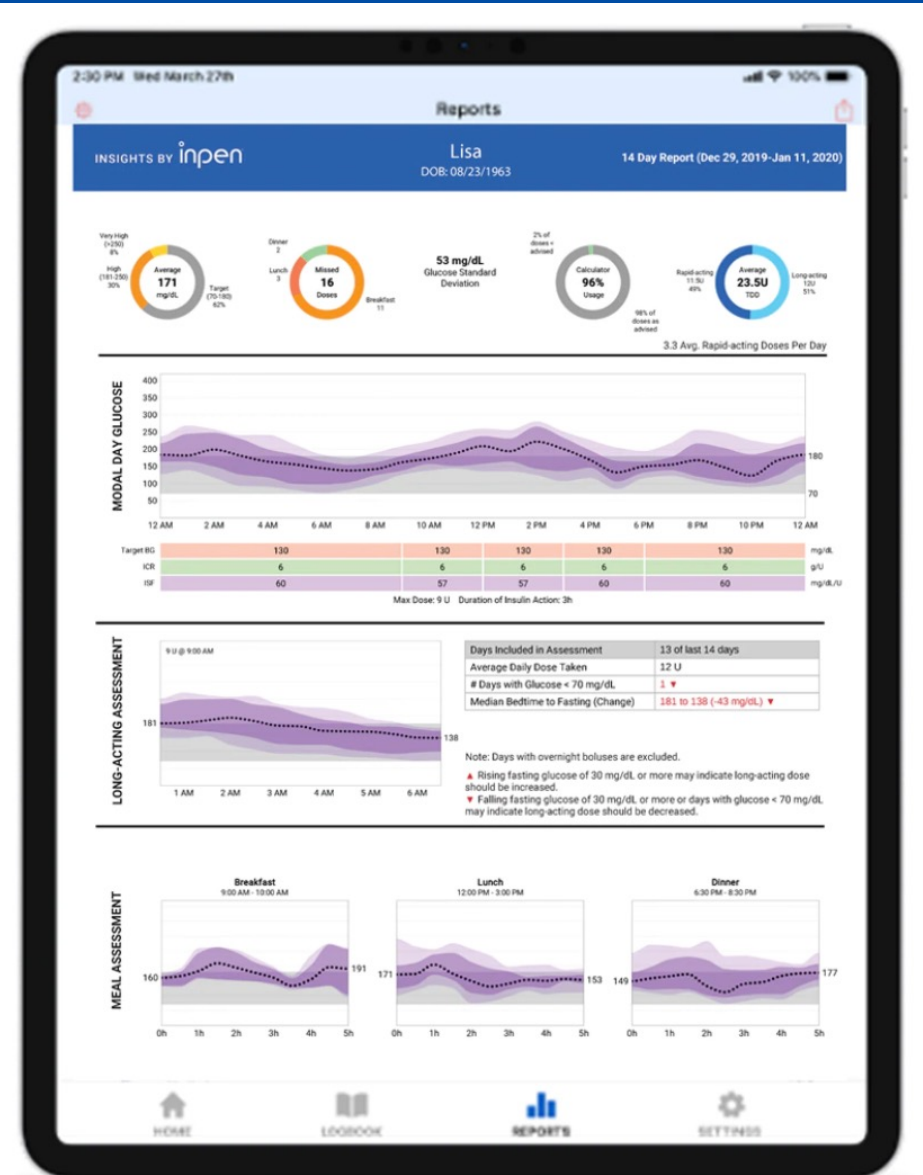 2:30 PM Wed March 27th
100%
Reports
INSIGHTS BY inpen
Lisa
DOB: 08/23/1963
14 Day Report (Dec 29, 2019-Jan 11, 2020)
Very High
(>250)
8%
High
(181-250)
30%
Average
171
mg/dL
Target
(70-180)
62%
Dinner
2
Lunch
3
Missed
16
Doses
Breakfast
11
53 mg/dL
Glucose Standard
Deviation
2% of
doses <
advised
Calculator
96%
Usage
98% of
doses as
advised
Rapid-acting
11.5U
49%
Average
23.5U
TDD
Long-acting
12U
51%
3.3 Avg. Rapid-acting Doses Per Day
MODAL DAY GLUCOSE
400
350
300
250
200
150
100
50
180
70
12 AM 2 AM 4 AM 6 AM 8 AM 10 AM 12 PM 2 PM 4 PM 6 PM 8 PM 10 PM 12 AM
Target BG 130 130 130 130 130 mg/dL
ICR 6 6 6 6 6 g/U
ISF 60 57 57 60 60 mg/dL/U
Max Dose: 9 U Duration of Insulin Action: 3h
LONG-ACTING ASSESSMENT
9 U @ 9:00 AM
181
138
1 AM 2 AM 3 AM 4 AM 5 AM 6 AM
Days Included in Assessment 13 of last 14 days
Average Daily Dose Taken 12 U
# Days with Glucose < 70 mg/dL 1 ▼
Median Bedtime to Fasting (Change) 181 to 138 (-43 mg/dL) ▼
Note: Days with overnight boluses are excluded.
▲ Rising fasting glucose of 30 mg/dL or more may indicate long-acting dose
should be increased.
▼ Falling fasting glucose of 30 mg/dL or more or days with glucose < 70 mg/dL
may indicate long-acting dose should be decreased.
MEAL ASSESSMENT
Breakfast
9:00 AM - 10:00 AM
160
191
0h 1h 2h 3h 4h 5h
Lunch
12:00 PM - 3:00 PM
171
153
0h 1h 2h 3h 4h 5h
Dinner
6:30 PM - 8:30 PM
149
177
0h 1h 2h 3h 4h 5h
HOME LOGBOOK REPORTS SETTINGS